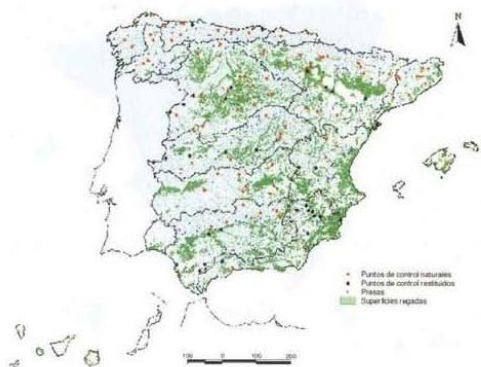 N
Puntos de control naturales
Puntos de control restituidos
Presas
Superficies regadas
100 0 100 200